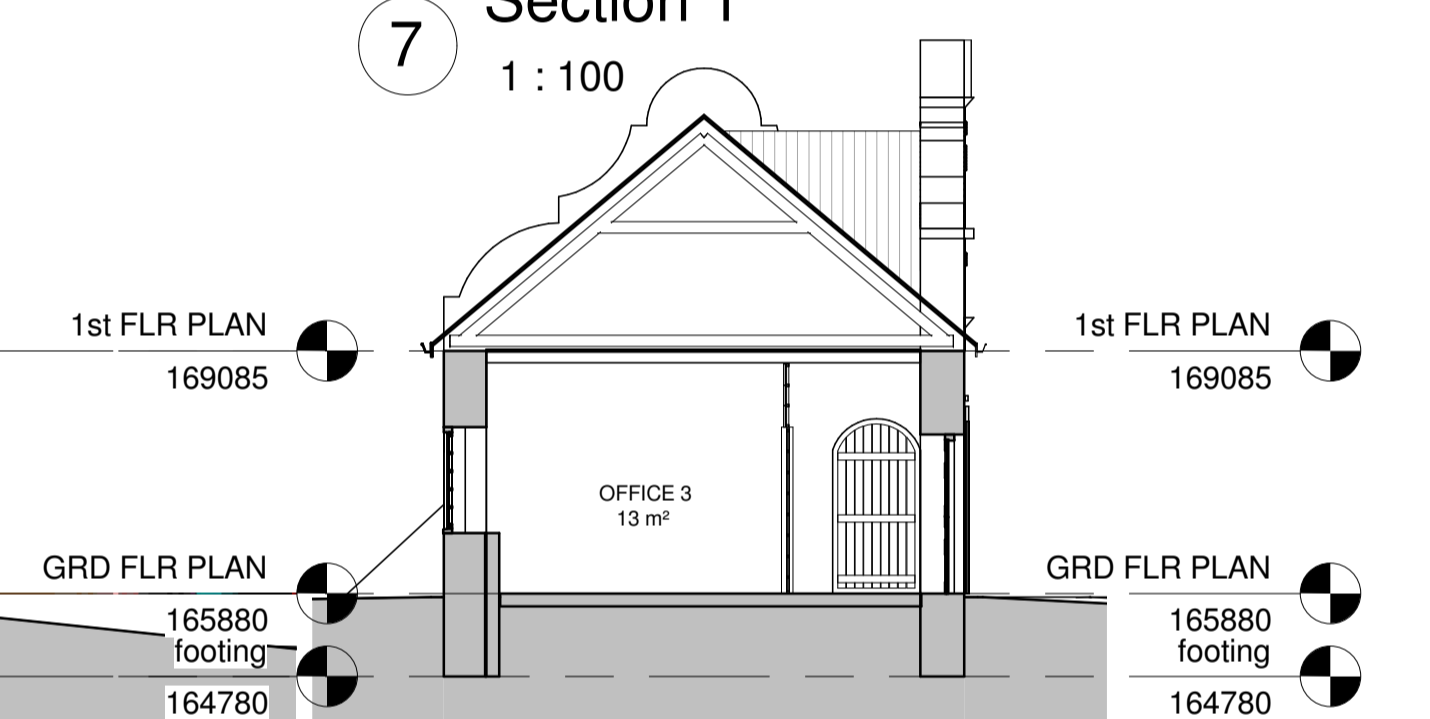 7
Section 1
1 : 100
1st FLR PLAN
169085
1st FLR PLAN
169085
OFFICE 3
13 m²
GRD FLR PLAN
165880
footing
164780
GRD FLR PLAN
165880
footing
164780